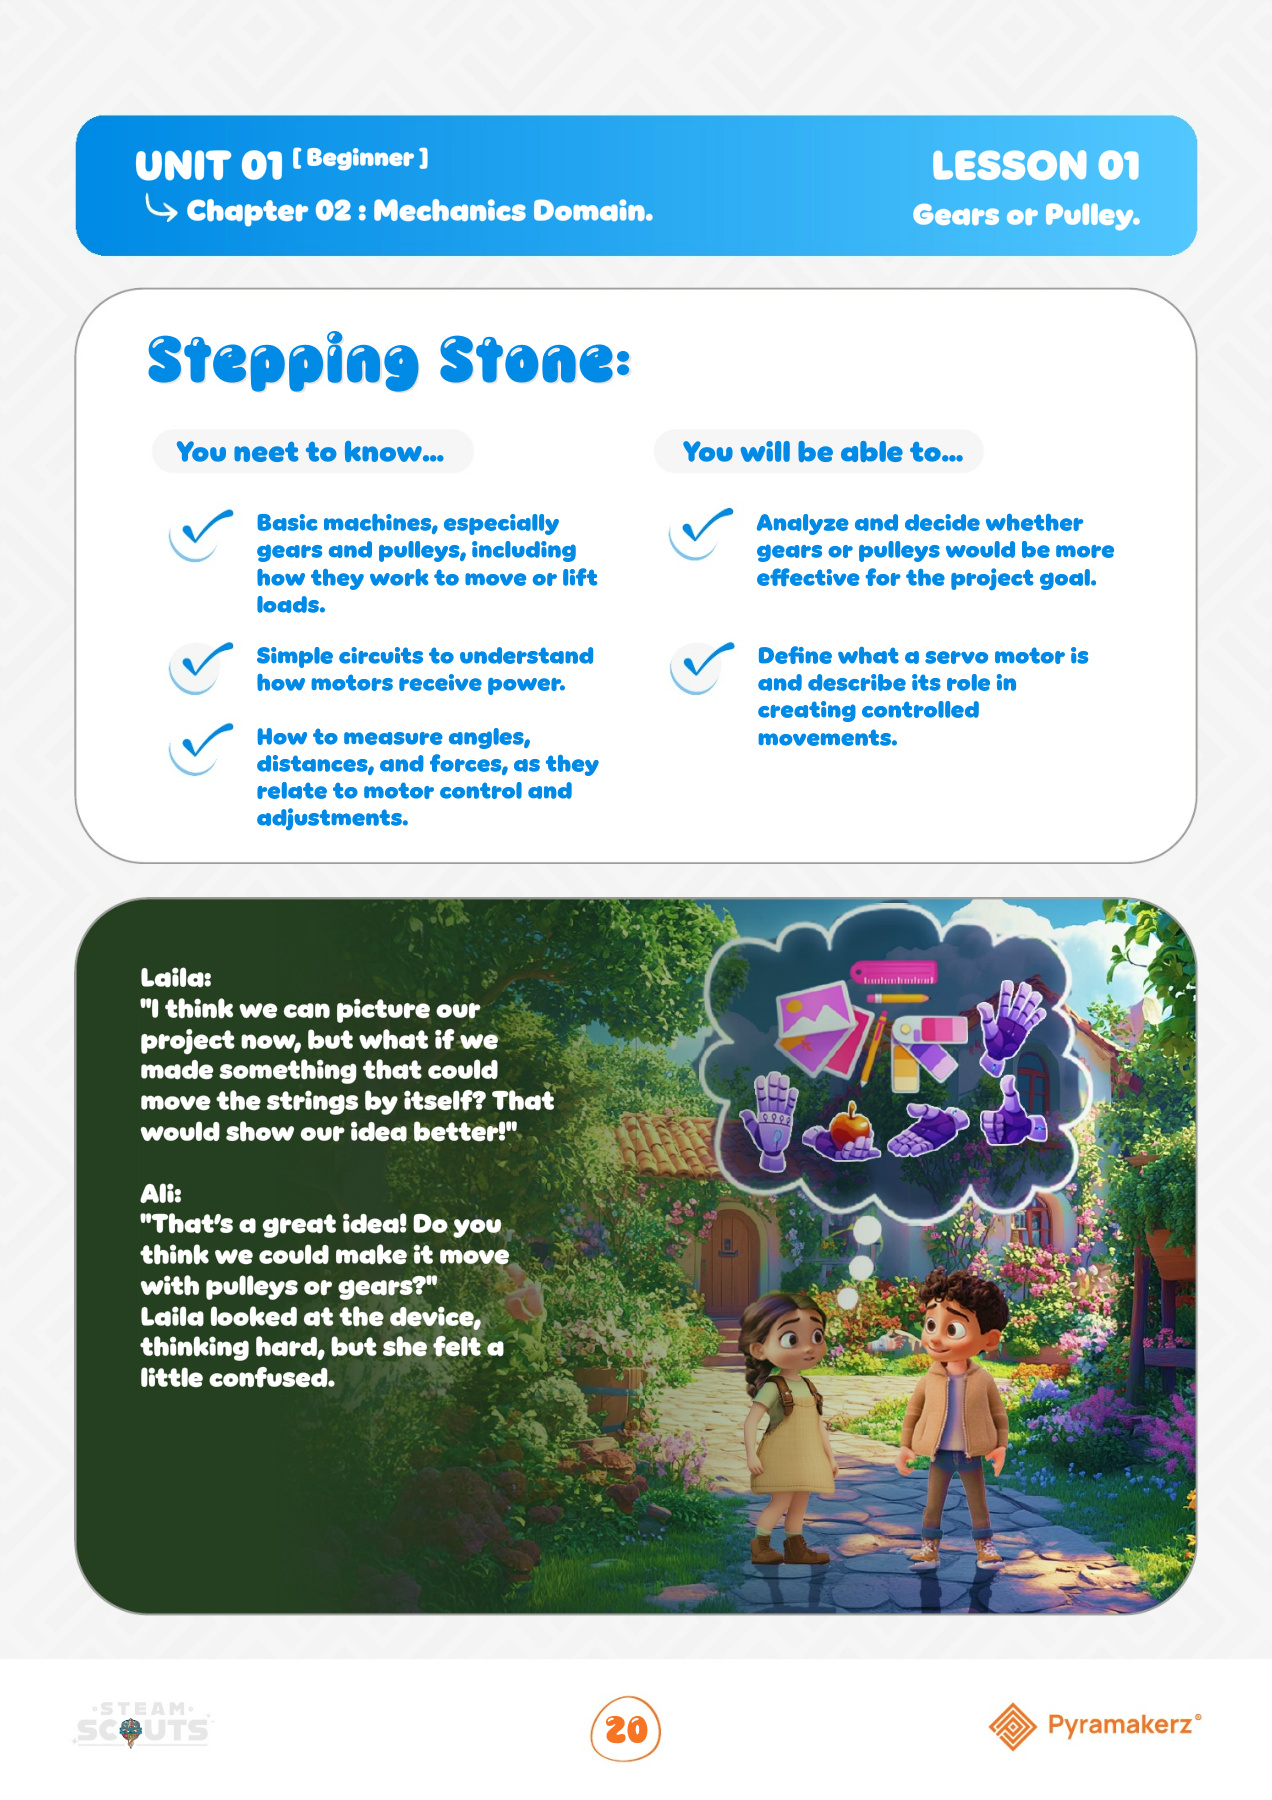 UNIT 01 [ Beginner ]
Chapter 02 : Mechanics Domain.
LESSON 01
Gears or Pulley.
Stepping Stone:
You neet to know...
Basic machines, especially
gears and pulleys, including
how they work to move or lift
loads.
Simple circuits to understand
how motors receive power.
How to measure angles,
distances, and forces, as they
relate to motor control and
adjustments.
You will be able to...
Analyze and decide whether
gears or pulleys would be more
effective for the project goal.
Define what a servo motor is
and describe its role in
creating controlled
movements.
Laila:
"I think we can picture our
project now, but what if we
made something that could
move the strings by itself? That
would show our idea better!"
Ali:
"That's a great idea! Do you
think we could make it move
with pulleys or gears?"
Laila looked at the device,
thinking hard, but she felt a
little confused.
STEAM
SCOUTS
20
Pyramakerz®